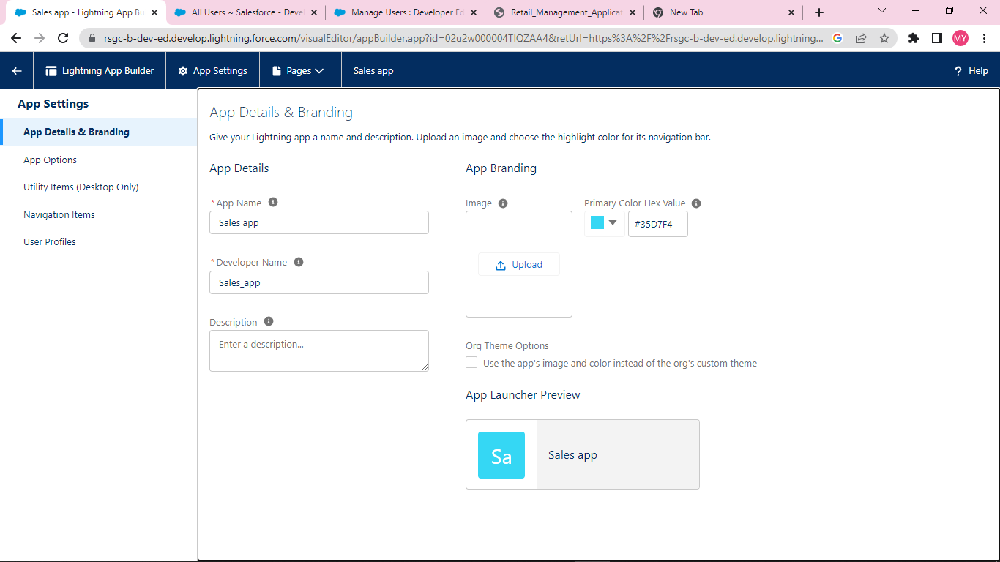 Sales app - Lightning App Bu
All Users ~ Salesforce - Devel
Manage Users : Developer Ed
Retail_Management_Applicat
New Tab
rsgc-b-dev-ed.develop.lightning.force.com/visualEditor/appBuilder.app?id=02u2w000004TIQZAA4&retUrl=https%3A%2F%2Frsgc-b-dev-ed.develop.lightning...
MY
Lightning App Builder
App Settings
Pages
Sales app
? Help
App Settings
App Details & Branding
App Options
Utility Items (Desktop Only)
Navigation Items
User Profiles
App Details & Branding
Give your Lightning app a name and description. Upload an image and choose the highlight color for its navigation bar.
App Details
*App Name
Sales app
*Developer Name
Sales_app
Description
Enter a description...
App Branding
Image
Upload
Primary Color Hex Value
#35D7F4
Org Theme Options
Use the app's image and color instead of the org's custom theme
App Launcher Preview
Sa
Sales app